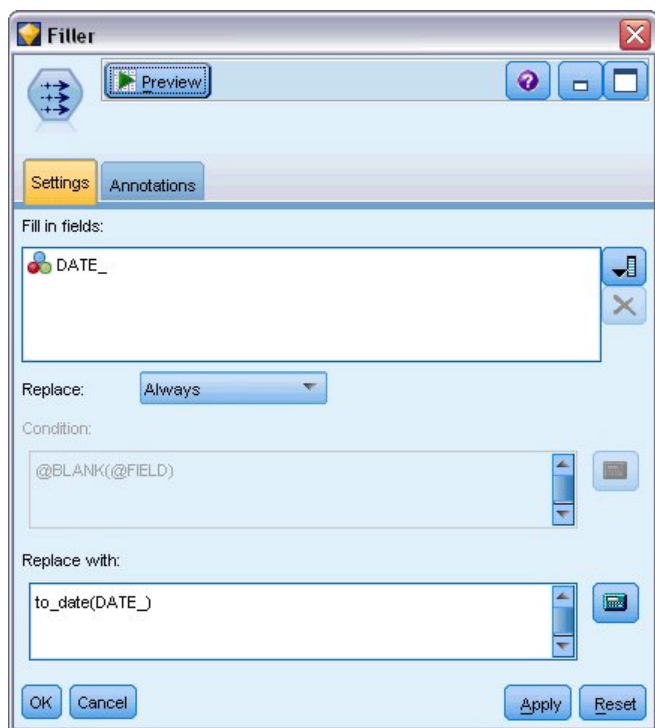 Filler
Preview
Settings Annotations
Fill in fields:
DATE_
Replace: Always
Condition:
@BLANK(@FIELD)
Replace with:
to_date(DATE_)
OK Cancel Apply Reset